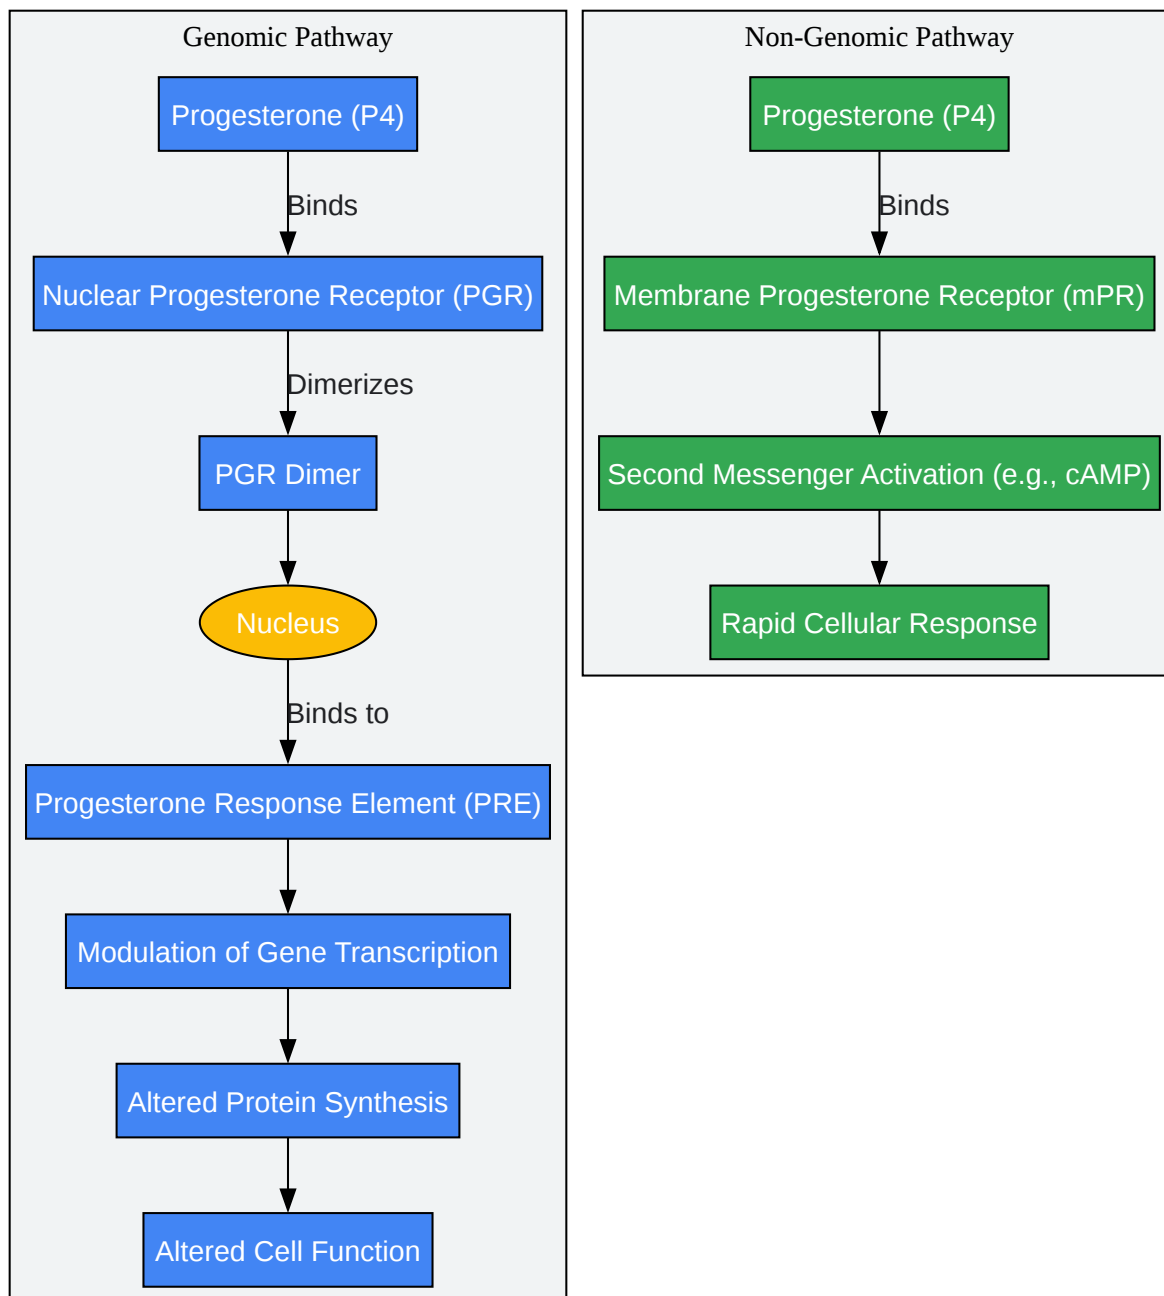 Genomic Pathway
Progesterone (P4)
Binds
Nuclear Progesterone Receptor (PGR)
Dimerizes
PGR Dimer
Nucleus
Binds to
Progesterone Response Element (PRE)
Modulation of Gene Transcription
Altered Protein Synthesis
Altered Cell Function
Non-Genomic Pathway
Progesterone (P4)
Binds
Membrane Progesterone Receptor (mPR)
Second Messenger Activation (e.g., cAMP)
Rapid Cellular Response